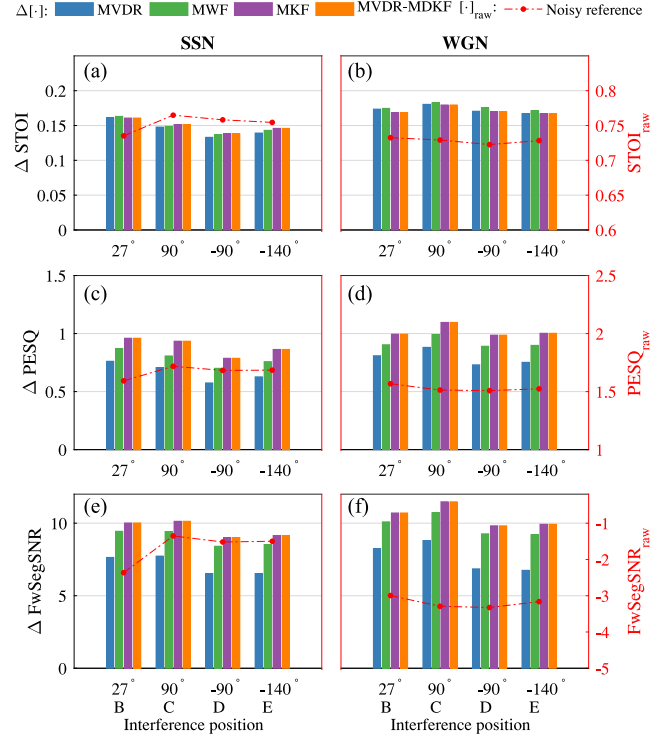 Δ[·]: MVDR MWF MKF MVDR-MDKF [·]raw: Noisy reference
SSN WGN
(a) (b)
Δ STOI
0.2
0.15
0.1
0.05
0
27° 90° -90° -140°
27° 90° -90° -140°
0.8
0.75
0.7
0.65
0.6
STOIraw
(c) (d)
Δ PESQ
1.5
1
0.5
0
27° 90° -90° -140°
27° 90° -90° -140°
2.5
2
1.5
1
PESQraw
(e) (f)
Δ FwSegSNR
10
5
0
27° 90° -90° -140°
B C D E
Interference position
27° 90° -90° -140°
B C D E
Interference position
-1
-2
-3
-4
-5
FwSegSNRraw